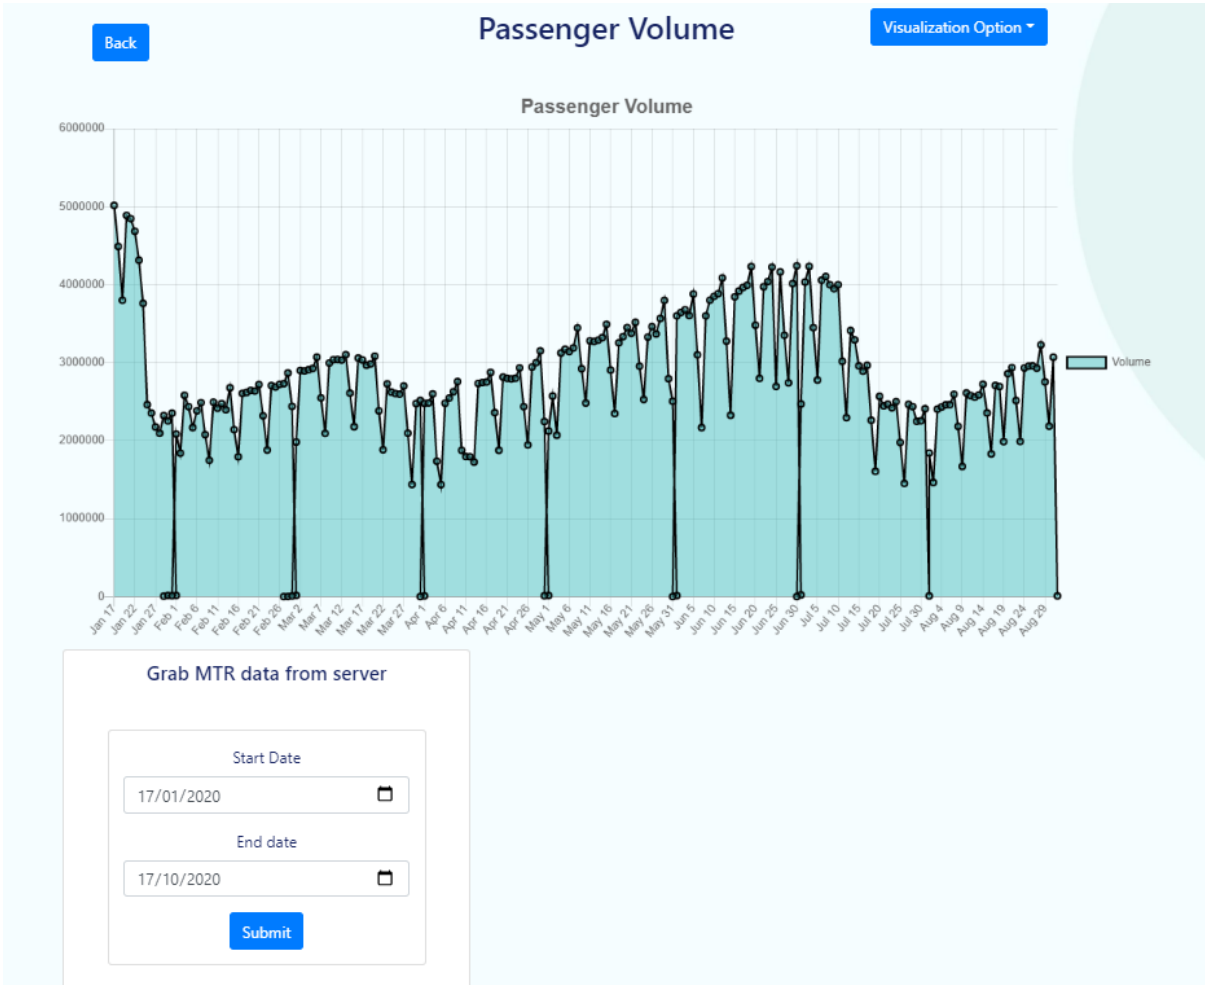 Back
Passenger Volume
Visualization Option
Passenger Volume
6000000
5000000
4000000
3000000
2000000
1000000
0
Volume
Jan 17
Jan 22
Jan 27
Feb 1
Feb 6
Feb 11
Feb 16
Feb 21
Feb 26
Mar 2
Mar 7
Mar 12
Mar 17
Mar 22
Mar 27
Apr 1
Apr 6
Apr 11
Apr 16
Apr 21
Apr 26
May 1
May 6
May 11
May 16
May 21
May 26
May 31
Jun 5
Jun 10
Jun 15
Jun 20
Jun 25
Jun 30
Jul 5
Jul 10
Jul 15
Jul 20
Jul 25
Jul 30
Aug 4
Aug 9
Aug 14
Aug 19
Aug 24
Aug 29
Grab MTR data from server
Start Date
17/01/2020
End date
17/10/2020
Submit